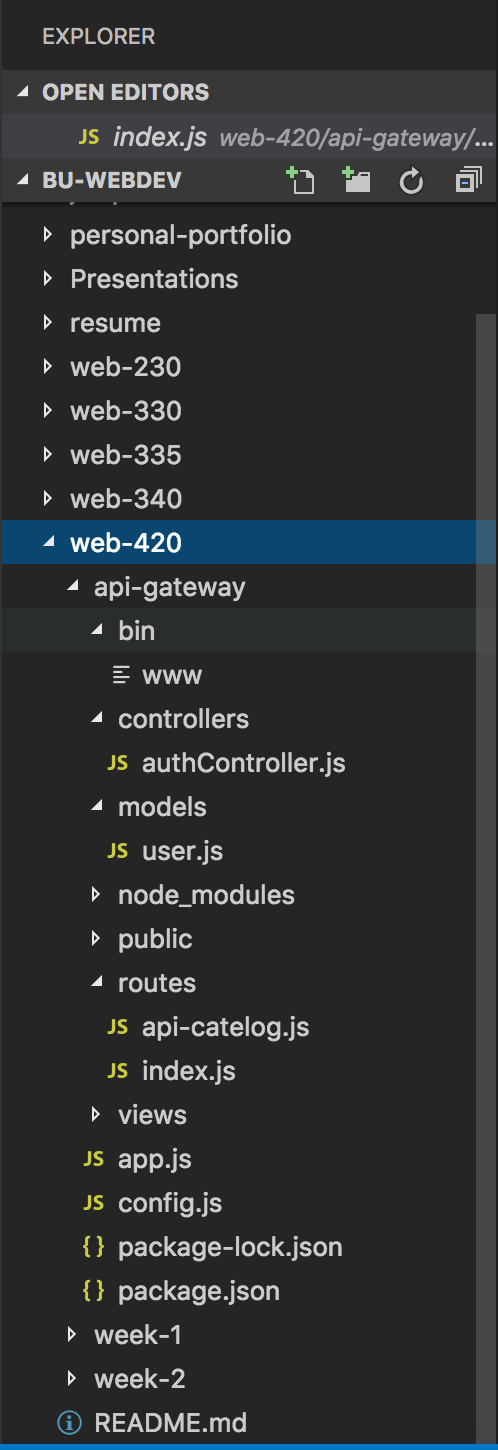 EXPLORER
OPEN EDITORS
JS index.js web-420/api-gateway/...
BU-WEBDEV
personal-portfolio
Presentations
resume
web-230
web-330
web-335
web-340
web-420
api-gateway
bin
www
controllers
JS authController.js
models
JS user.js
node_modules
public
routes
JS api-catelog.js
JS index.js
views
JS app.js
JS config.js
{ } package-lock.json
{ } package.json
week-1
week-2
README.md